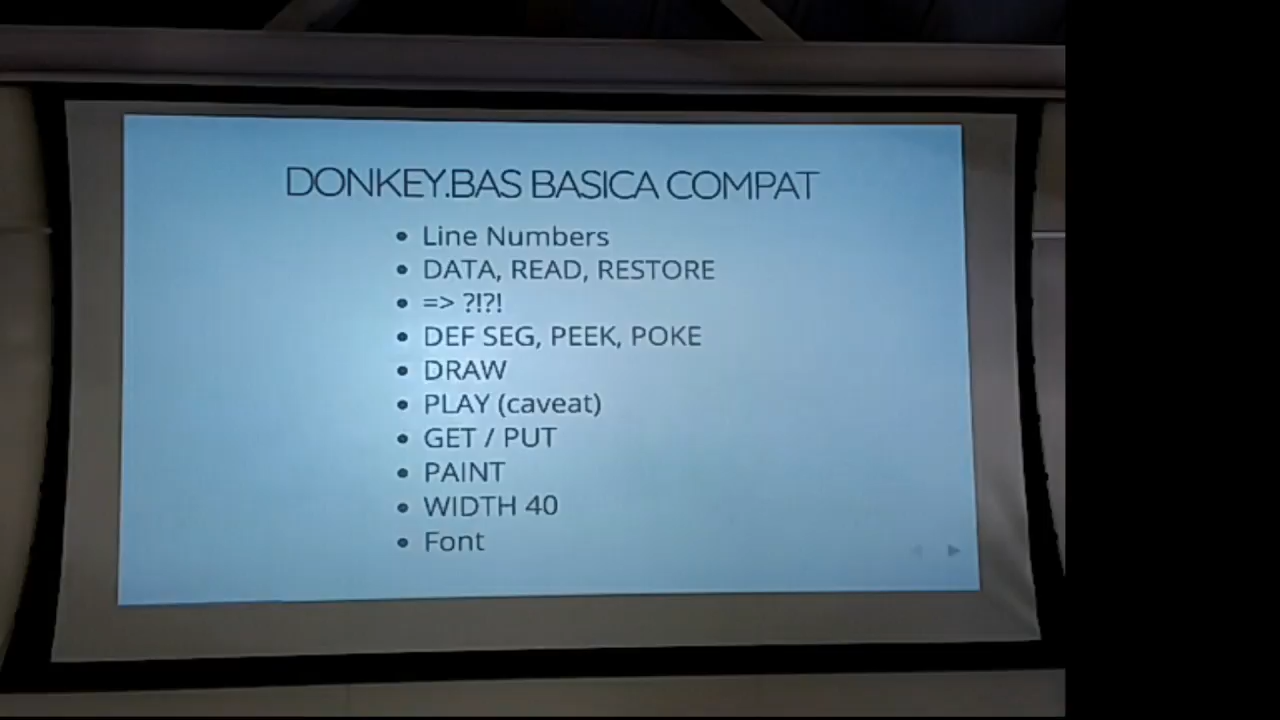 DONKEY.BAS BASICA COMPAT
• Line Numbers
• DATA, READ, RESTORE
• => ?!?!
• DEF SEG, PEEK, POKE
• DRAW
• PLAY (caveat)
• GET / PUT
• PAINT
• WIDTH 40
• Font